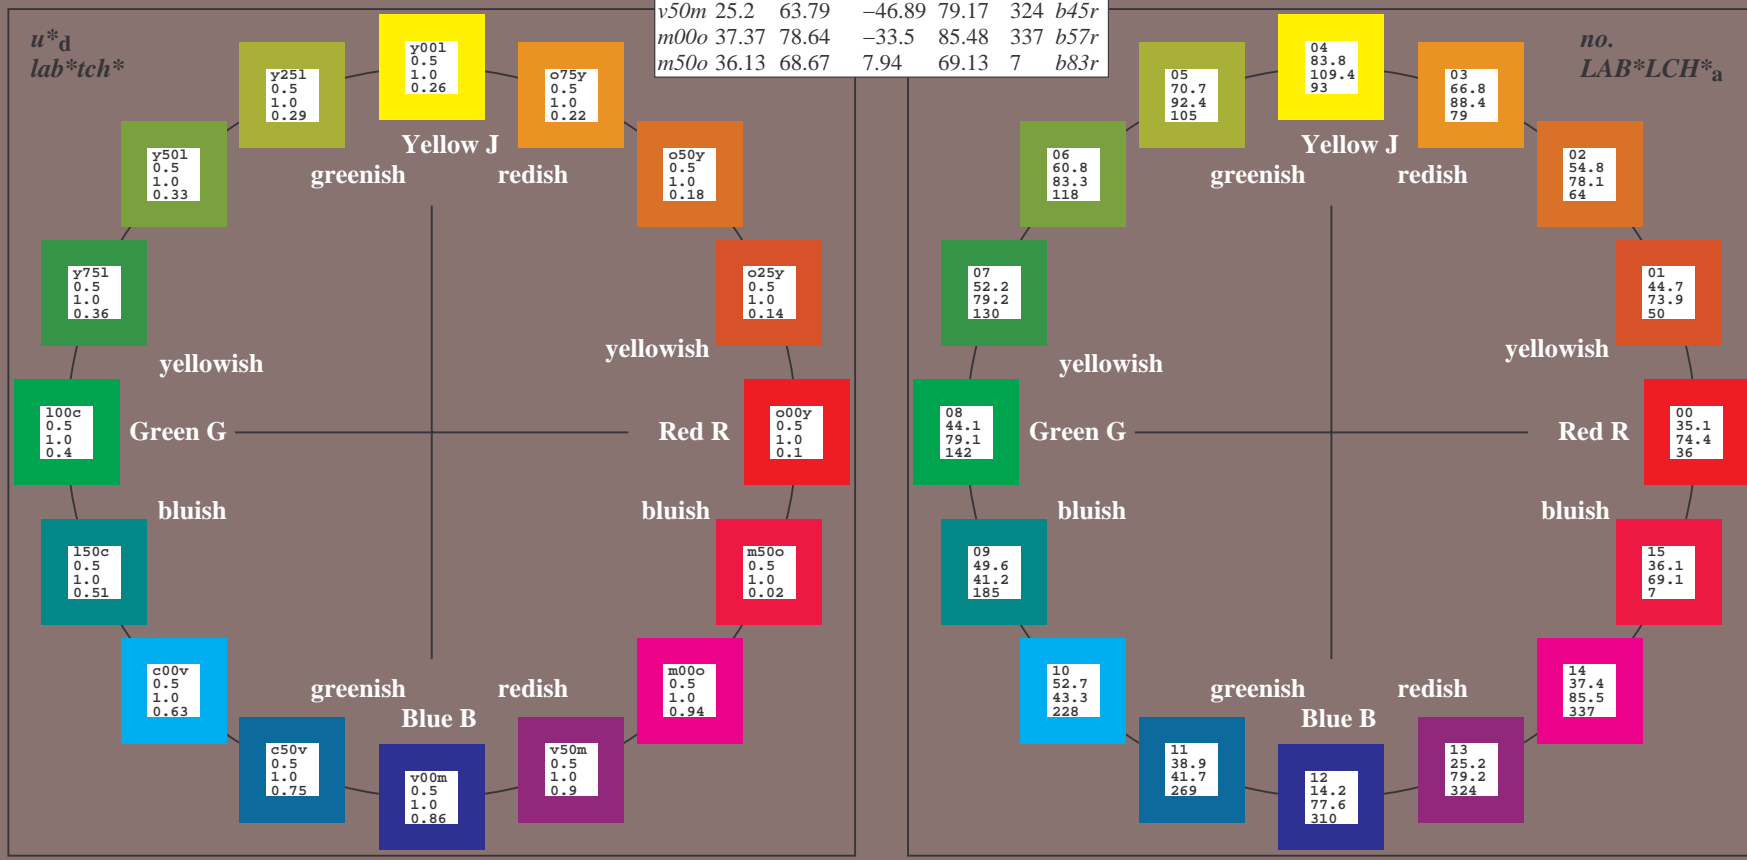 v50m 25.2 63.79 −46.89 79.17 324 b45r
m00o 37.37 78.64 −33.5 85.48 337 b57r
m50o 36.13 68.67 7.94 69.13 7 b83r
u*d
lab*tch*
y00l
0.5
1.0
0.26
y25l
0.5
1.0
0.29
o75y
0.5
1.0
0.22
y50l
0.5
1.0
0.33
o50y
0.5
1.0
0.18
Yellow J
greenish redish
y75l
0.5
1.0
0.36
o25y
0.5
1.0
0.14
yellowish
yellowish
l00c
0.5
1.0
0.4
Green G
Red R
o00y
0.5
1.0
0.1
bluish
bluish
l50c
0.5
1.0
0.51
m50o
0.5
1.0
0.02
c00v
0.5
1.0
0.63
m00o
0.5
1.0
0.94
greenish redish
Blue B
c50v
0.5
1.0
0.75
v00m
0.5
1.0
0.86
v50m
0.5
1.0
0.9
no.
LAB*LCH*a
04
83.8
109.4
93
05
70.7
92.4
105
03
66.8
88.4
79
06
60.8
83.3
118
02
54.8
78.1
64
Yellow J
greenish redish
07
52.2
79.2
130
01
44.7
73.9
50
yellowish
yellowish
08
44.1
79.1
142
Green G
Red R
00
35.1
74.4
36
bluish
bluish
09
49.6
41.2
185
15
36.1
69.1
7
10
52.7
43.3
228
14
37.4
85.5
337
greenish redish
Blue B
11
38.9
41.7
269
12
14.2
77.6
310
13
25.2
79.2
324